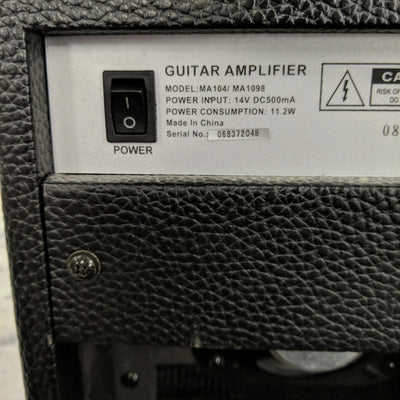 GUITAR AMPLIFIER
MODEL:MA104/ MA1098
POWER INPUT: 14V DC500mA
POWER CONSUMPTION: 11.2W
Made In China
Serial No.: 068372048
I
O
POWER
CA
RISK OF
DO
08